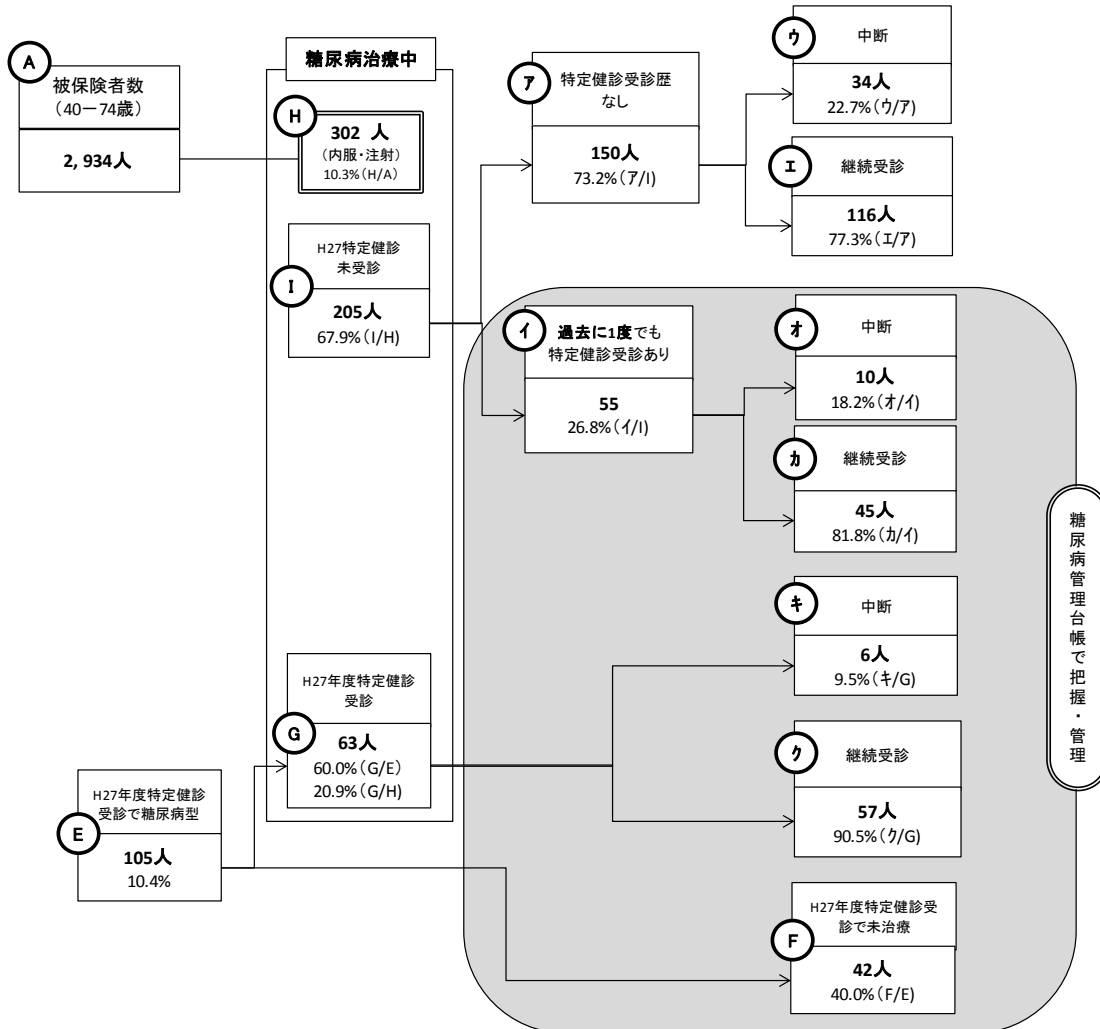 A
被保険者数
(40－74歳)
2,934人
糖尿病治療中
H
302 人
(内服・注射)
10.3%(H/A)
I
H27特定健診
未受診
205人
67.9%(I/H)
ア
特定健診受診歴
なし
150人
73.2%(ア/I)
ウ
中断
34人
22.7%(ウ/ア)
エ
継続受診
116人
77.3%(エ/ア)
イ
過去に1度でも
特定健診受診あり
55
26.8%(イ/I)
オ
中断
10人
18.2%(オ/イ)
カ
継続受診
45人
81.8%(カ/イ)
G
H27年度特定健診
受診
63人
60.0%(G/E)
20.9%(G/H)
キ
中断
6人
9.5%(キ/G)
ク
継続受診
57人
90.5%(ク/G)
E
H27年度特定健診
受診で糖尿病型
105人
10.4%
F
H27年度特定健診受
診で未治療
42人
40.0%(F/E)
糖尿病管理台帳で把握・管理